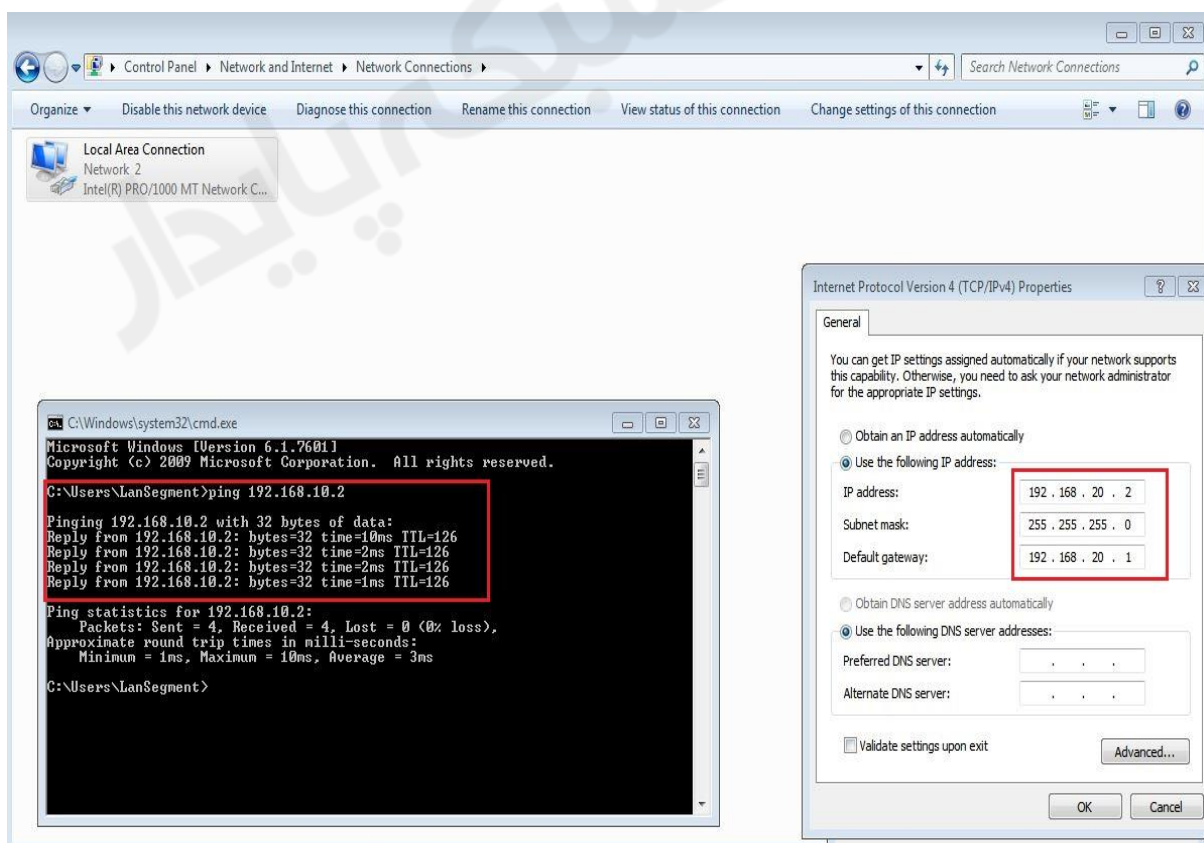 Control Panel ▸ Network and Internet ▸ Network Connections ▸
Search Network Connections
Organize ▾ Disable this network device Diagnose this connection Rename this connection View status of this connection Change settings of this connection
Local Area Connection
Network 2
Intel(R) PRO/1000 MT Network C...
C:\Windows\system32\cmd.exe
Microsoft Windows [Version 6.1.7601]
Copyright (c) 2009 Microsoft Corporation. All rights reserved.
C:\Users\LanSegment>ping 192.168.10.2
Pinging 192.168.10.2 with 32 bytes of data:
Reply from 192.168.10.2: bytes=32 time=10ms TTL=126
Reply from 192.168.10.2: bytes=32 time=2ms TTL=126
Reply from 192.168.10.2: bytes=32 time=2ms TTL=126
Reply from 192.168.10.2: bytes=32 time=1ms TTL=126
Ping statistics for 192.168.10.2:
Packets: Sent = 4, Received = 4, Lost = 0 (0% loss),
Approximate round trip times in milli-seconds:
Minimum = 1ms, Maximum = 10ms, Average = 3ms
C:\Users\LanSegment>
Internet Protocol Version 4 (TCP/IPv4) Properties
General
You can get IP settings assigned automatically if your network supports
this capability. Otherwise, you need to ask your network administrator
for the appropriate IP settings.
Obtain an IP address automatically
Use the following IP address:
IP address: 192 . 168 . 20 . 2
Subnet mask: 255 . 255 . 255 . 0
Default gateway: 192 . 168 . 20 . 1
Obtain DNS server address automatically
Use the following DNS server addresses:
Preferred DNS server: . . .
Alternate DNS server: . . .
Validate settings upon exit
Advanced...
OK Cancel